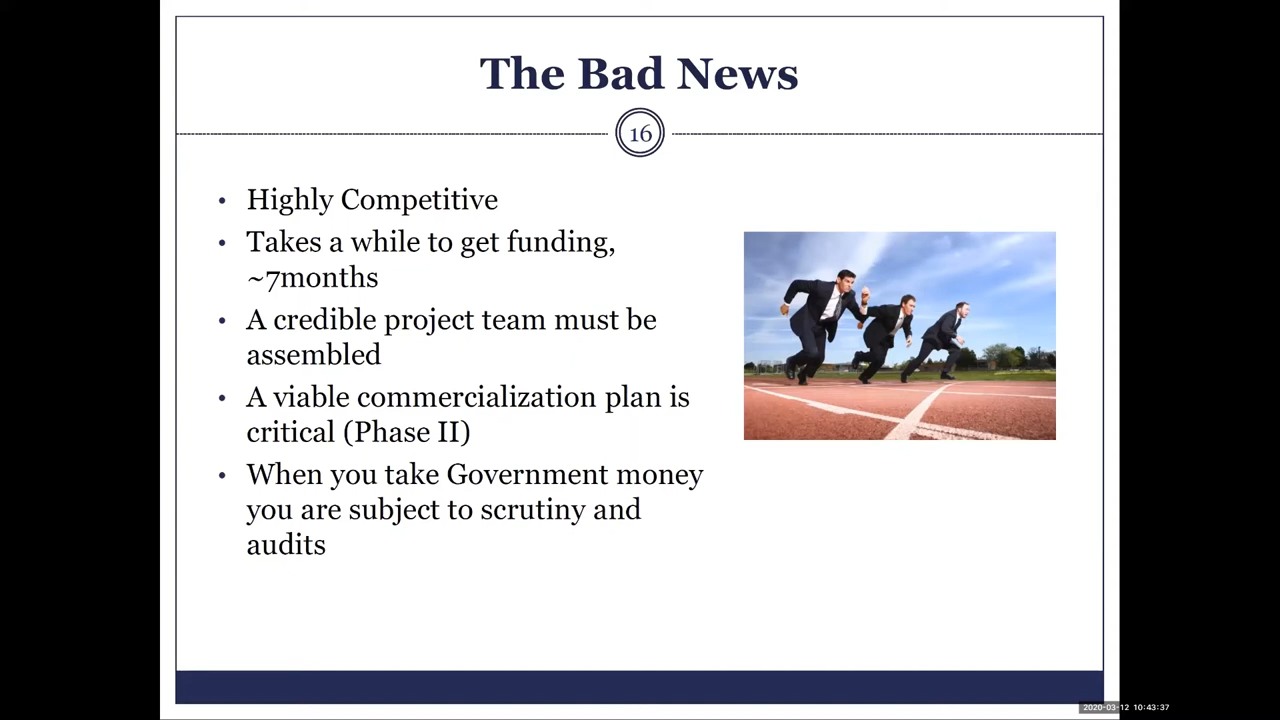 The Bad News
16
• Highly Competitive
• Takes a while to get funding,
~7months
• A credible project team must be
assembled
• A viable commercialization plan is
critical (Phase II)
• When you take Government money
you are subject to scrutiny and
audits
2020-03-12 10:43:37